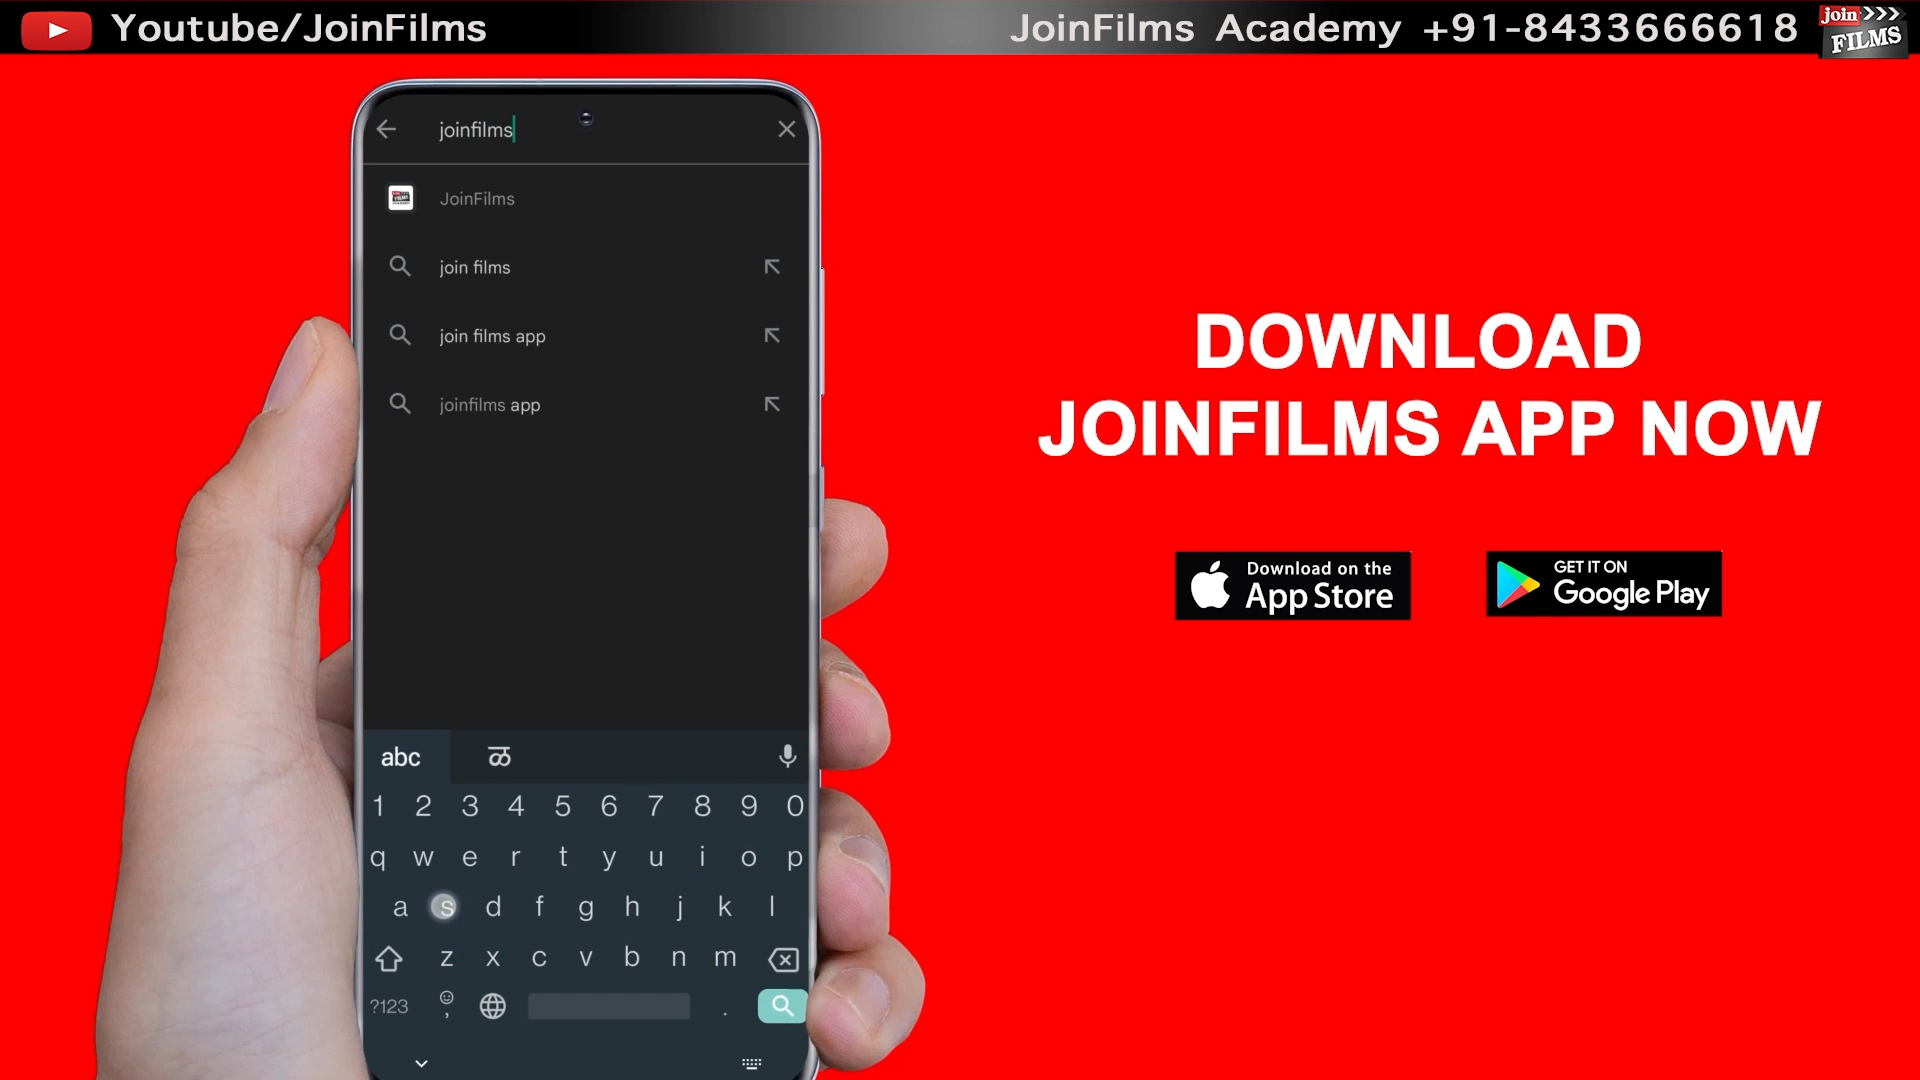 Youtube/JoinFilms
JoinFilms Academy +91-8433666618
join
FILMS
joinfilms
JoinFilms
join films
join films app
joinfilms app
DOWNLOAD
JOINFILMS APP NOW
Download on the
App Store
GET IT ON
Google Play
abc ळ
1 2 3 4 5 6 7 8 9 0
q w e r t y u i o p
a s d f g h j k l
z x c v b n m
?123 , .